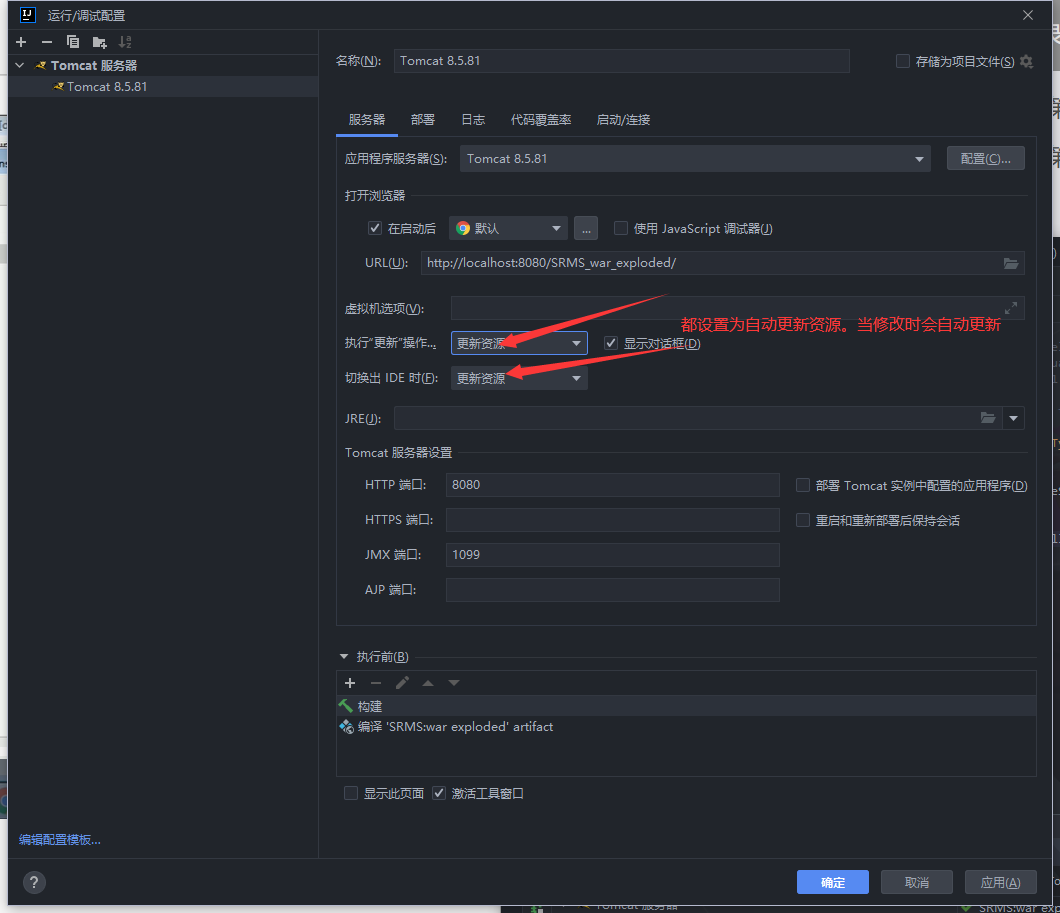 运行/调试配置
Tomcat 服务器
Tomcat 8.5.81
名称(N):
Tomcat 8.5.81
存储为项目文件(S)
服务器 部署 日志 代码覆盖率 启动/连接
应用程序服务器(S):
Tomcat 8.5.81
配置(C)...
打开浏览器
在启动后
默认
...
使用 JavaScript 调试器(J)
URL(U):
http://localhost:8080/SRMS_war_exploded/
虚拟机选项(V):
都设置为自动更新资源。当修改时会自动更新
执行"更新"操作...:
更新资源
显示对话框(D)
切换出 IDE 时(F):
更新资源
JRE(J):
Tomcat 服务器设置
HTTP 端口:
8080
部署 Tomcat 实例中配置的应用程序(D)
HTTPS 端口:
重启和重新部署后保持会话
JMX 端口:
1099
AJP 端口:
执行前(B)
构建
编译 'SRMS:war exploded' artifact
显示此页面
激活工具窗口
编辑配置模板...
?
确定
取消
应用(A)